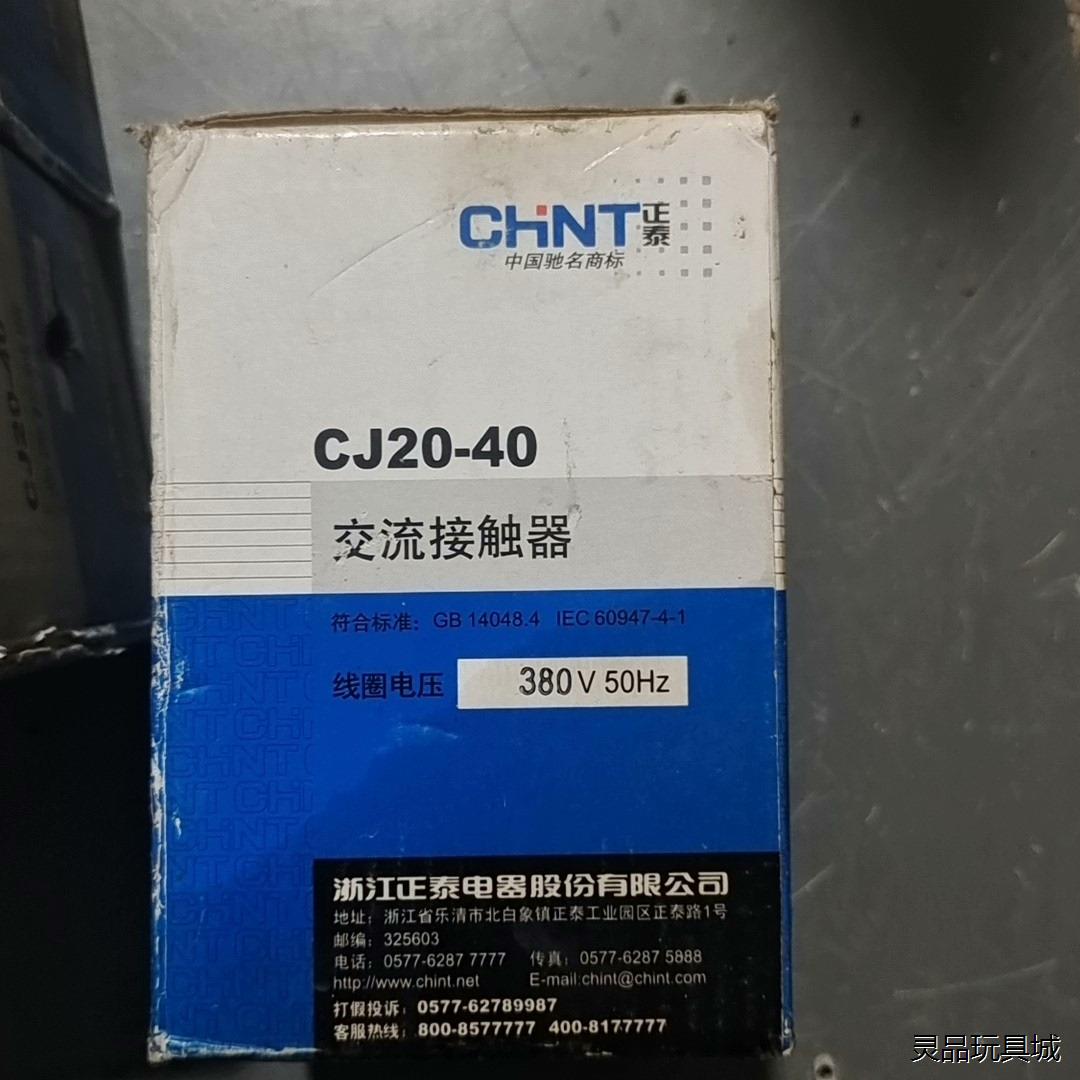 CHNT正泰
中国驰名商标
CJ20-40
交流接触器
符合标准：GB 14048.4 IEC 60947-4-1
线圈电压 380V 50Hz
浙江正泰电器股份有限公司
地址：浙江省乐清市北白象镇正泰工业园区正泰路1号
邮编：325603
电话：0577-6287 7777 传真：0577-6287 5888
http://www.chint.net E-mail:chint@chint.com
打假投诉：0577-62789987
客服热线：800-8577777 400-8177777
灵品玩具城